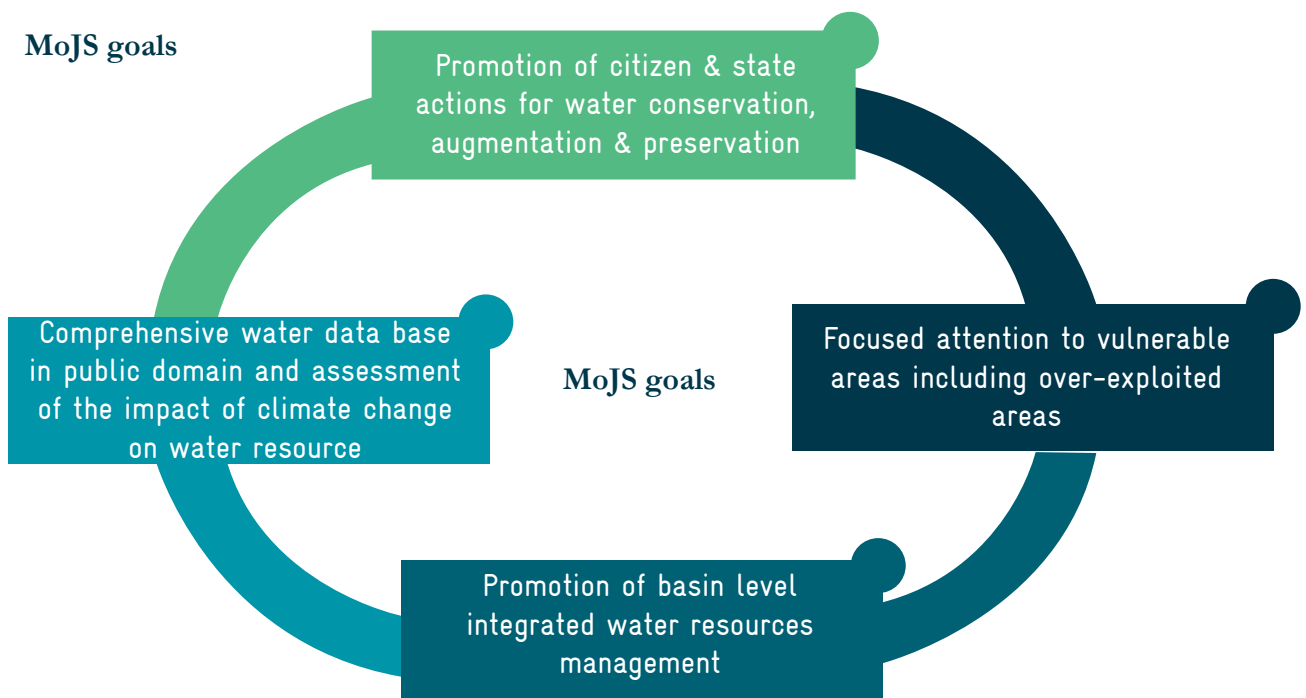 MoJS goals
Promotion of citizen & state
actions for water conservation,
augmentation & preservation
Comprehensive water data base
in public domain and assessment
of the impact of climate change
on water resource
MoJS goals
Focused attention to vulnerable
areas including over-exploited
areas
Promotion of basin level
integrated water resources
management